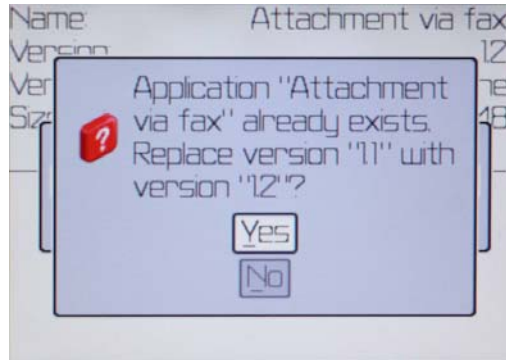 Name: Attachment via fax
Version 1.2
Application "Attachment
via fax" already exists.
Replace version "1.1" with
version "1.2"?
Yes
No